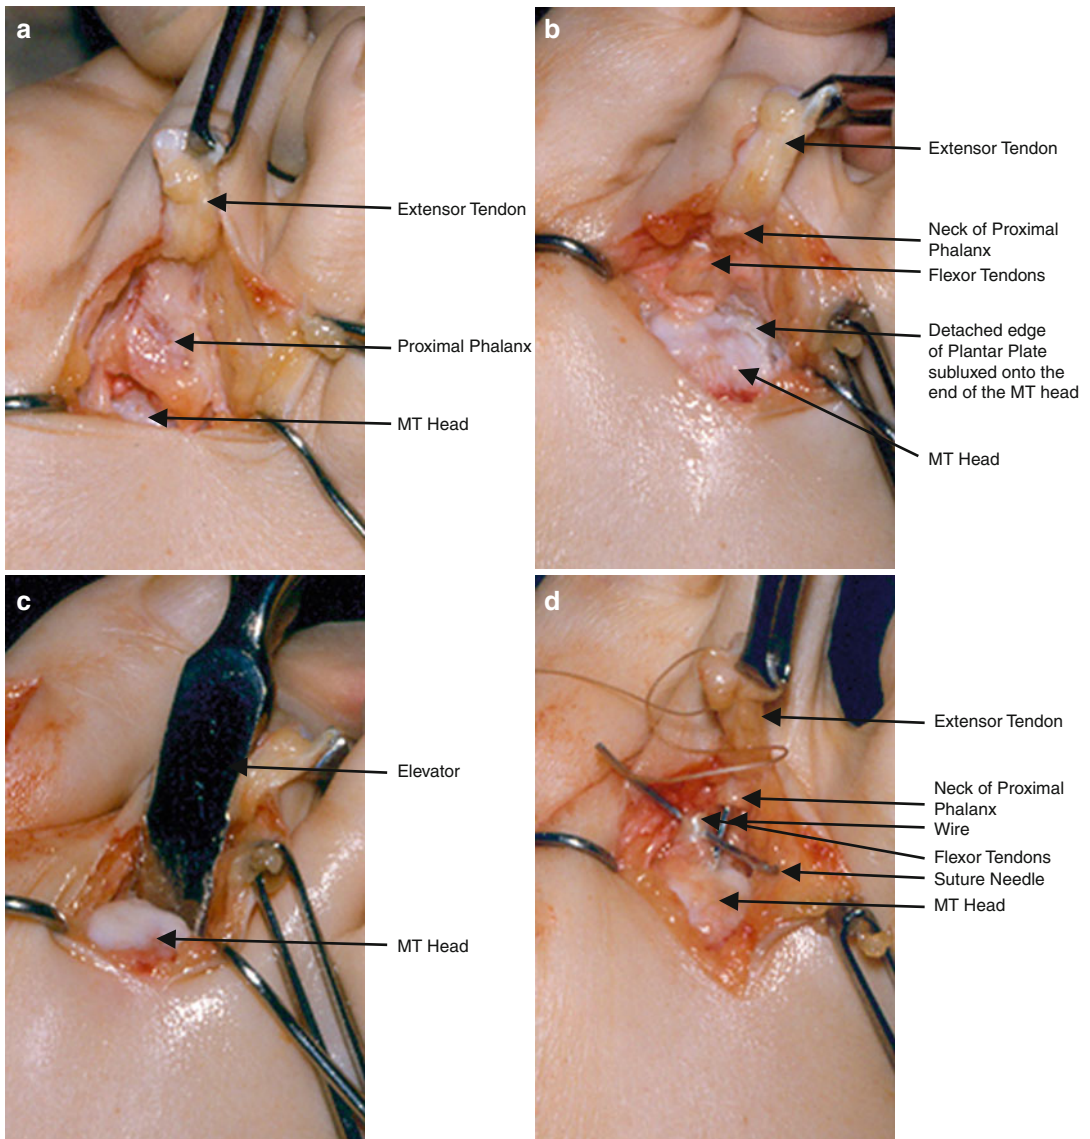 a
Extensor Tendon
Proximal Phalanx
MT Head
b
Extensor Tendon
Neck of Proximal
Phalanx
Flexor Tendons
Detached edge
of Plantar Plate
subluxed onto the
end of the MT head
MT Head
c
Elevator
MT Head
d
Extensor Tendon
Neck of Proximal
Phalanx
Wire
Flexor Tendons
Suture Needle
MT Head